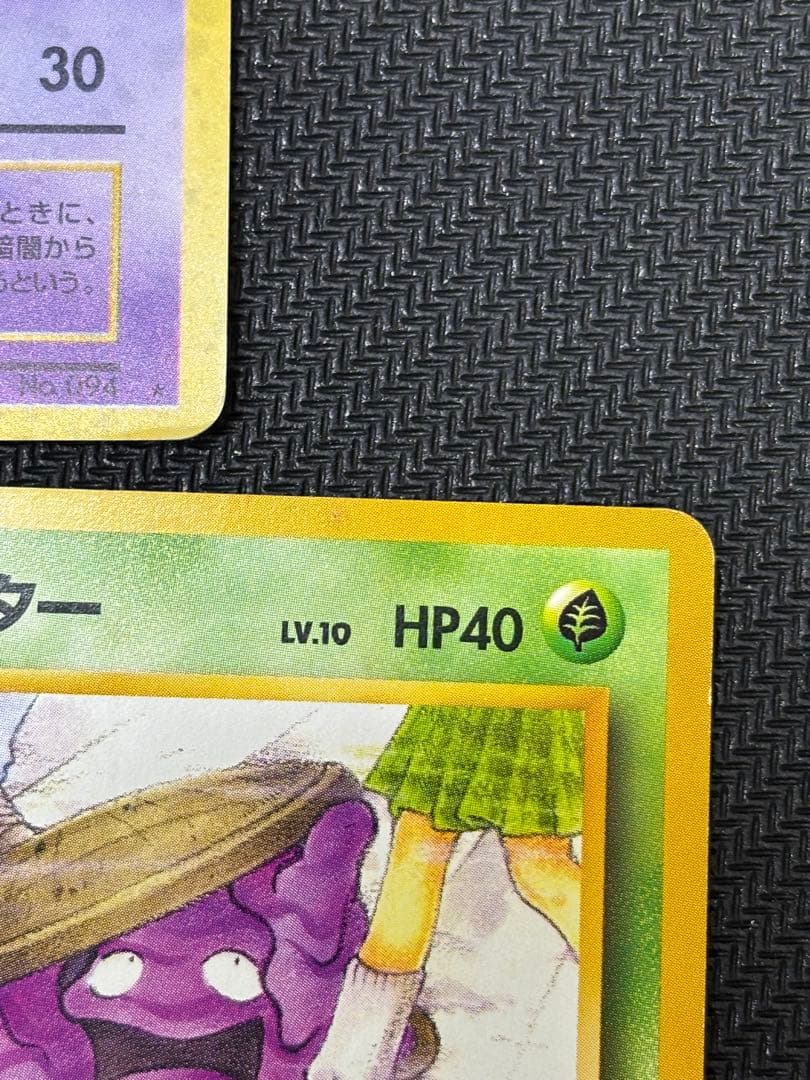 30
ときに、
暗闇から
るという。
No.094 ★
ター LV.10 HP40